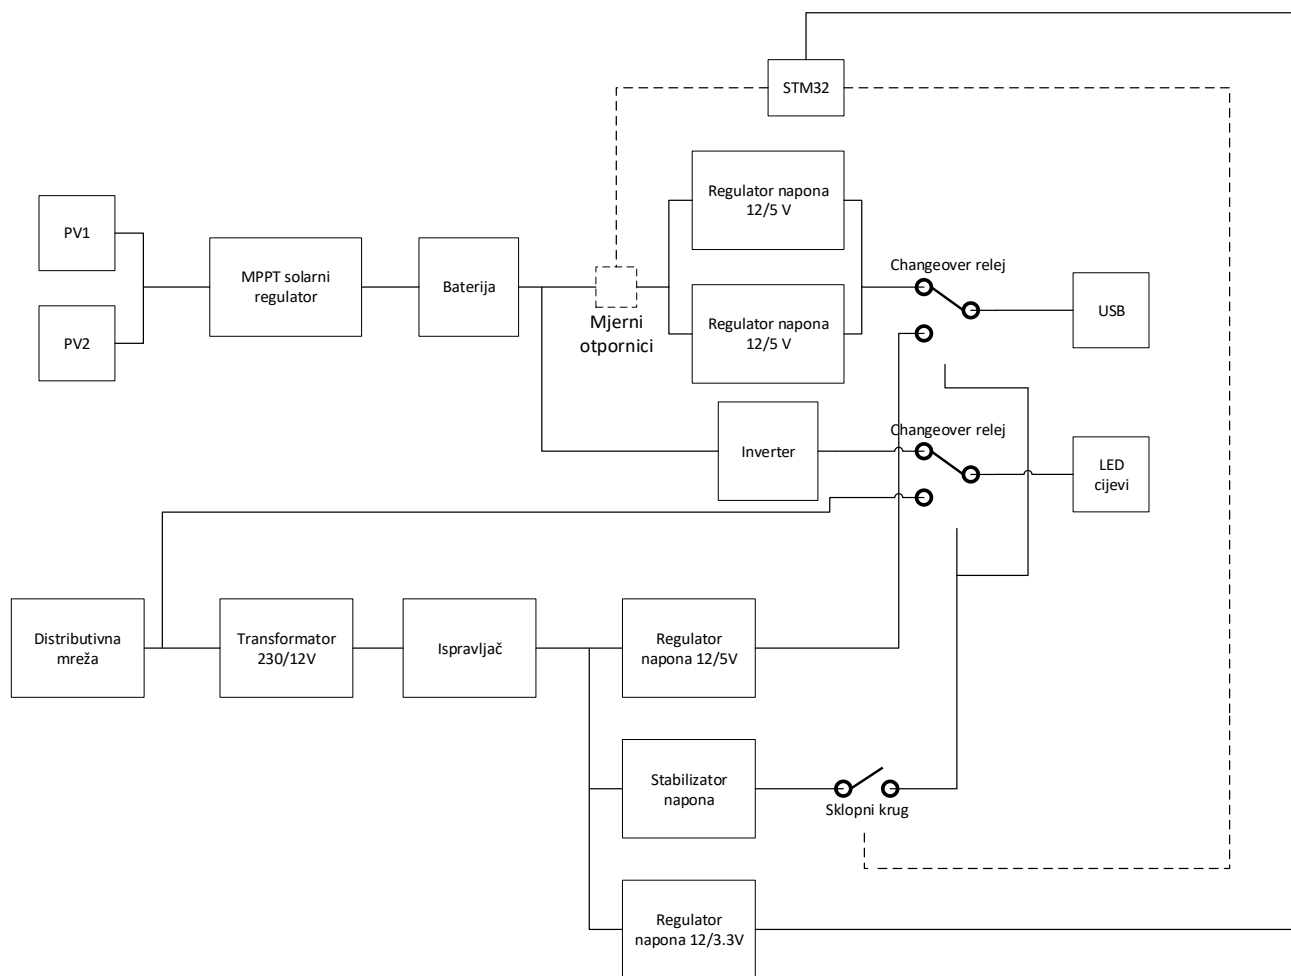 STM32
Regulator napona
12/5 V
PV1
MPPT solarni
regulator
Baterija
Changeover relej
USB
Mjerni
otpornici
PV2
Regulator napona
12/5 V
Changeover relej
Inverter
LED
cijevi
Distributivna
mreža
Transformator
230/12V
Ispravljač
Regulator
napona 12/5V
Stabilizator
napona
Sklopni krug
Regulator
napona 12/3.3V